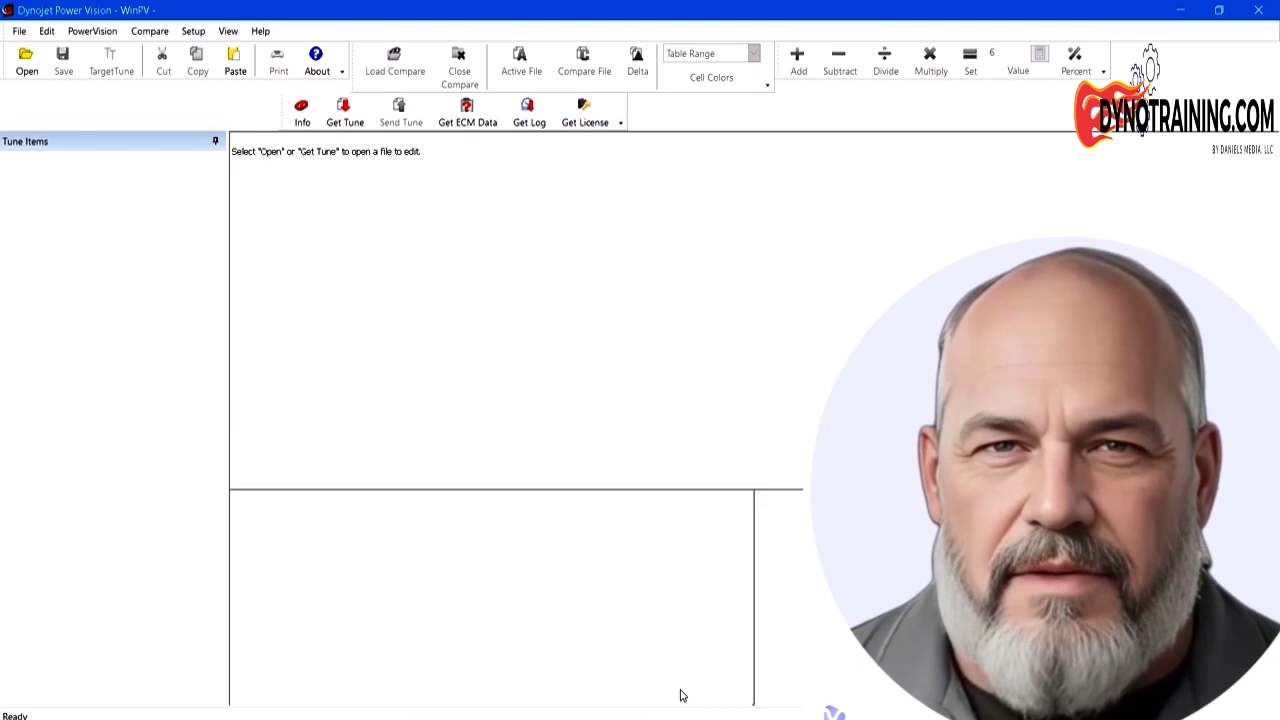 Dynojet Power Vision - WinPV -
File Edit PowerVision Compare Setup View Help
Open Save TargetTune Cut Copy Paste Print About Load Compare Close Compare Active File Compare File Delta Table Range Cell Colors Add Subtract Divide Multiply Set 6 Value Percent
Info Get Tune Send Tune Get ECM Data Get Log Get License
DYNOTRAINING.COM
BY DANIELS MEDIA, LLC
Tune Items
Select "Open" or "Get Tune" to open a file to edit.
Ready